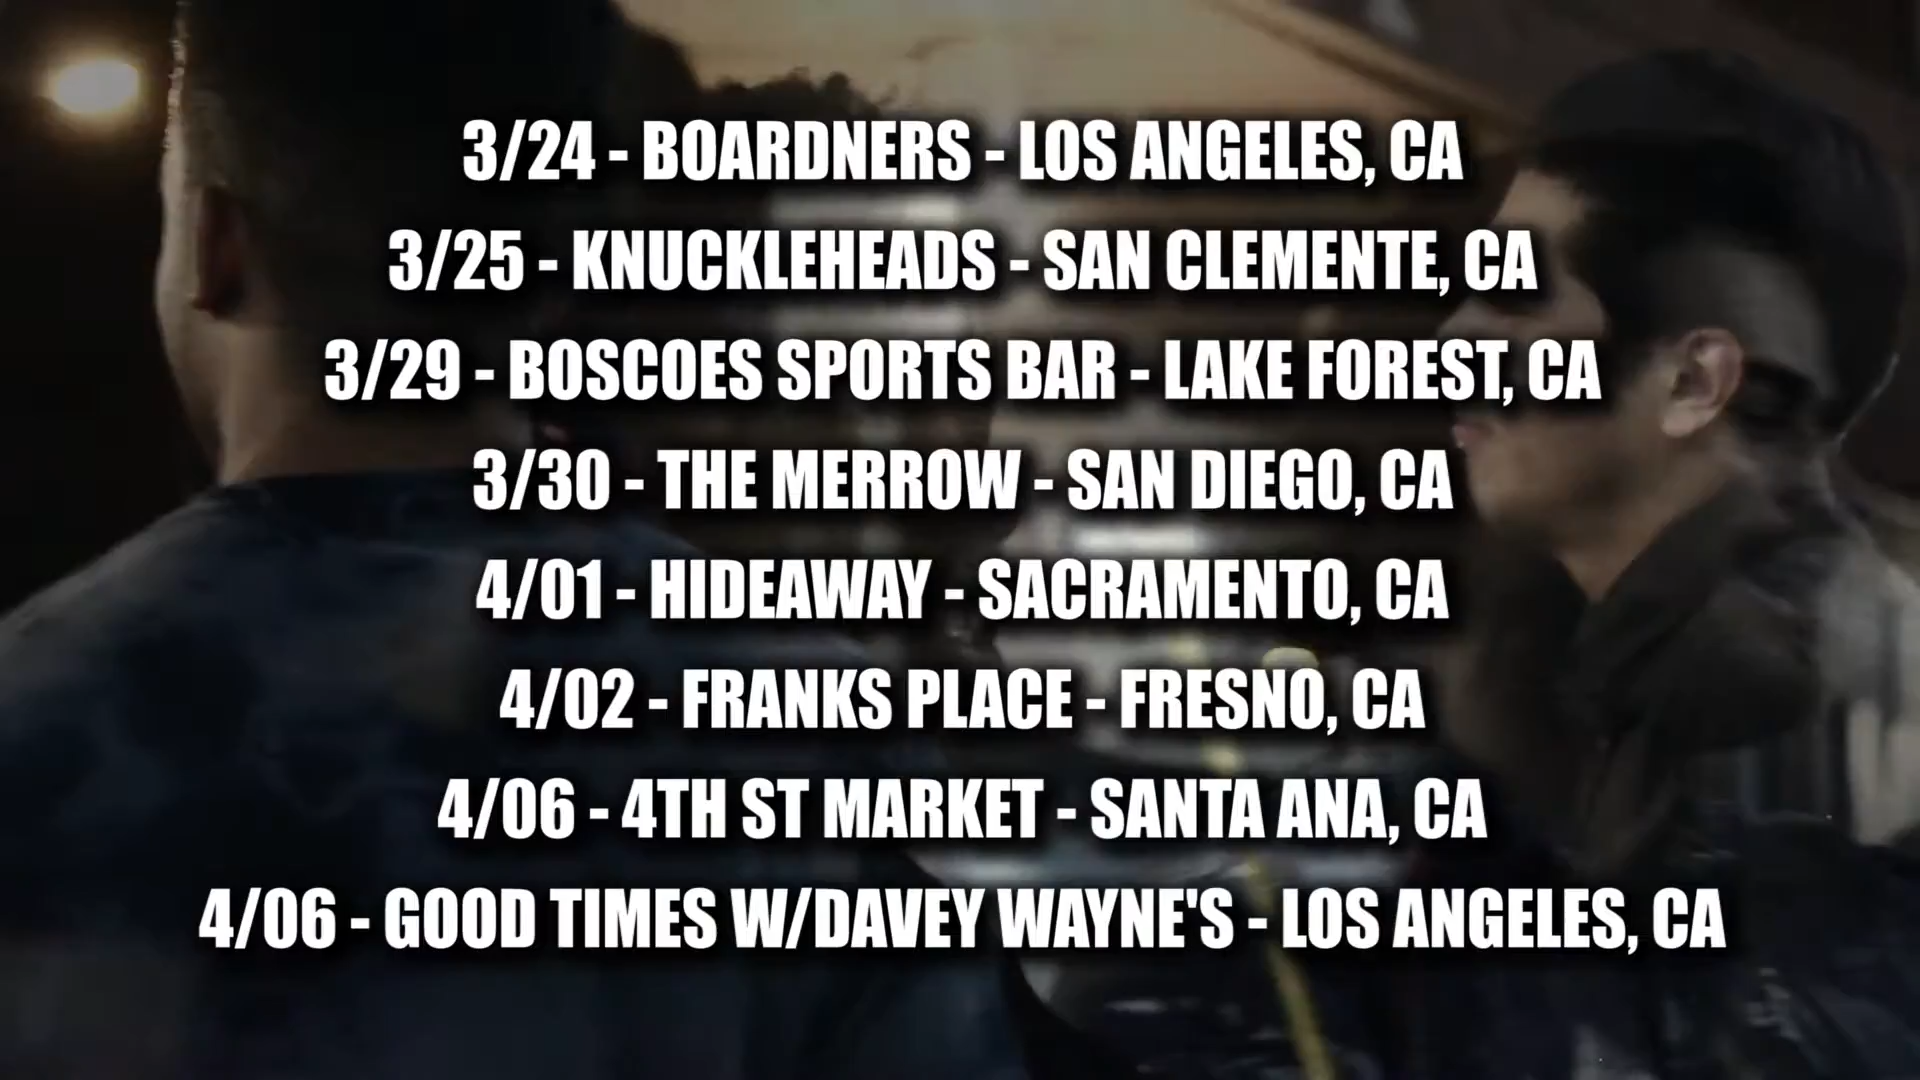 3/24 - BOARDNERS - LOS ANGELES, CA
3/25 - KNUCKLEHEADS - SAN CLEMENTE, CA
3/29 - BOSCOES SPORTS BAR - LAKE FOREST, CA
3/30 - THE MERROW - SAN DIEGO, CA
4/01 - HIDEAWAY - SACRAMENTO, CA
4/02 - FRANKS PLACE - FRESNO, CA
4/06 - 4TH ST MARKET - SANTA ANA, CA
4/06 - GOOD TIMES W/DAVEY WAYNE'S - LOS ANGELES, CA